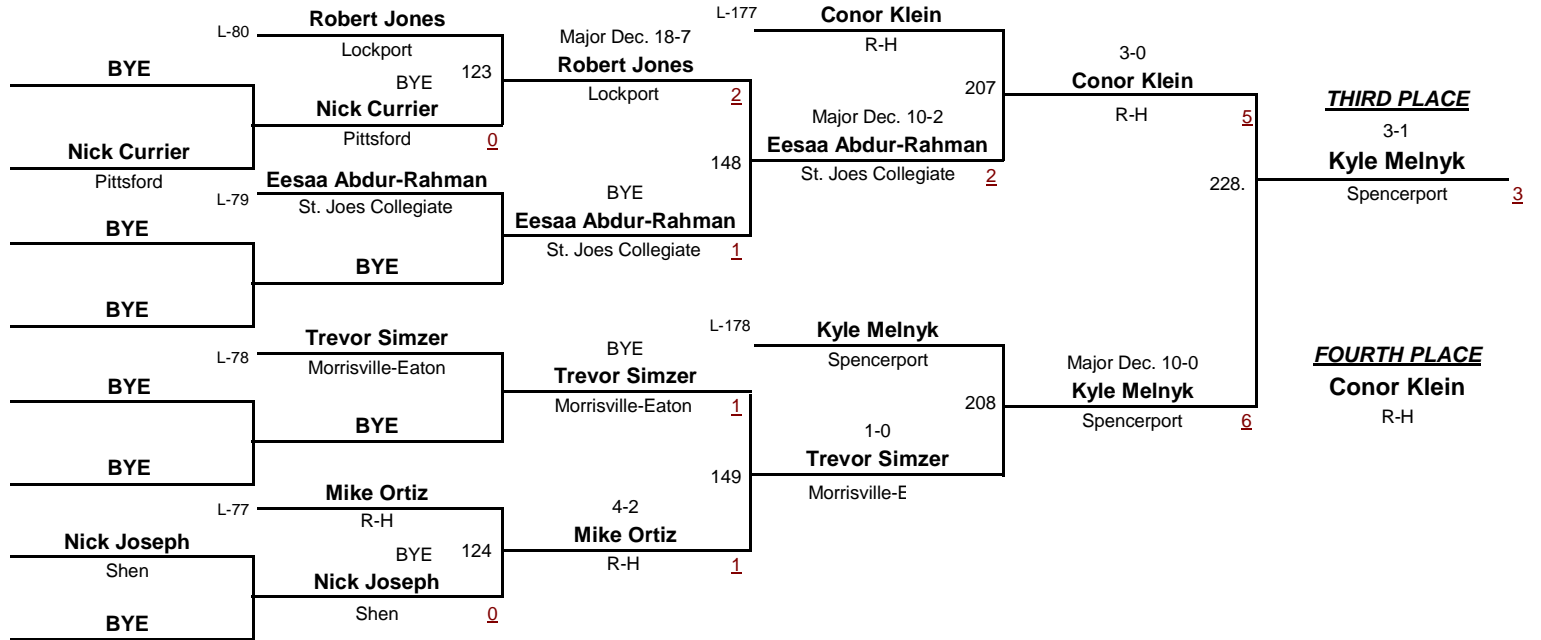 L-80
Robert Jones
Lockport
BYE
BYE
123
Nick Currier
Pittsford
0
Nick Currier
Pittsford
Major Dec. 18-7
Robert Jones
Lockport
2
L-79
Eesaa Abdur-Rahman
St. Joes Collegiate
BYE
BYE
BYE
148
BYE
Eesaa Abdur-Rahman
St. Joes Collegiate
1
L-177
Conor Klein
R-H
207
Major Dec. 10-2
Eesaa Abdur-Rahman
St. Joes Collegiate
2
3-0
Conor Klein
R-H
5
228.
THIRD PLACE
3-1
Kyle Melnyk
Spencerport
3
L-78
Trevor Simzer
Morrisville-Eaton
BYE
BYE
BYE
BYE
Trevor Simzer
Morrisville-Eaton
1
L-178
Kyle Melnyk
Spencerport
208
1-0
Trevor Simzer
Morrisville-E
Major Dec. 10-0
Kyle Melnyk
Spencerport
6
FOURTH PLACE
Conor Klein
R-H
149
L-77
Mike Ortiz
R-H
Nick Joseph
Shen
BYE
BYE
124
Nick Joseph
Shen
0
4-2
Mike Ortiz
R-H
1